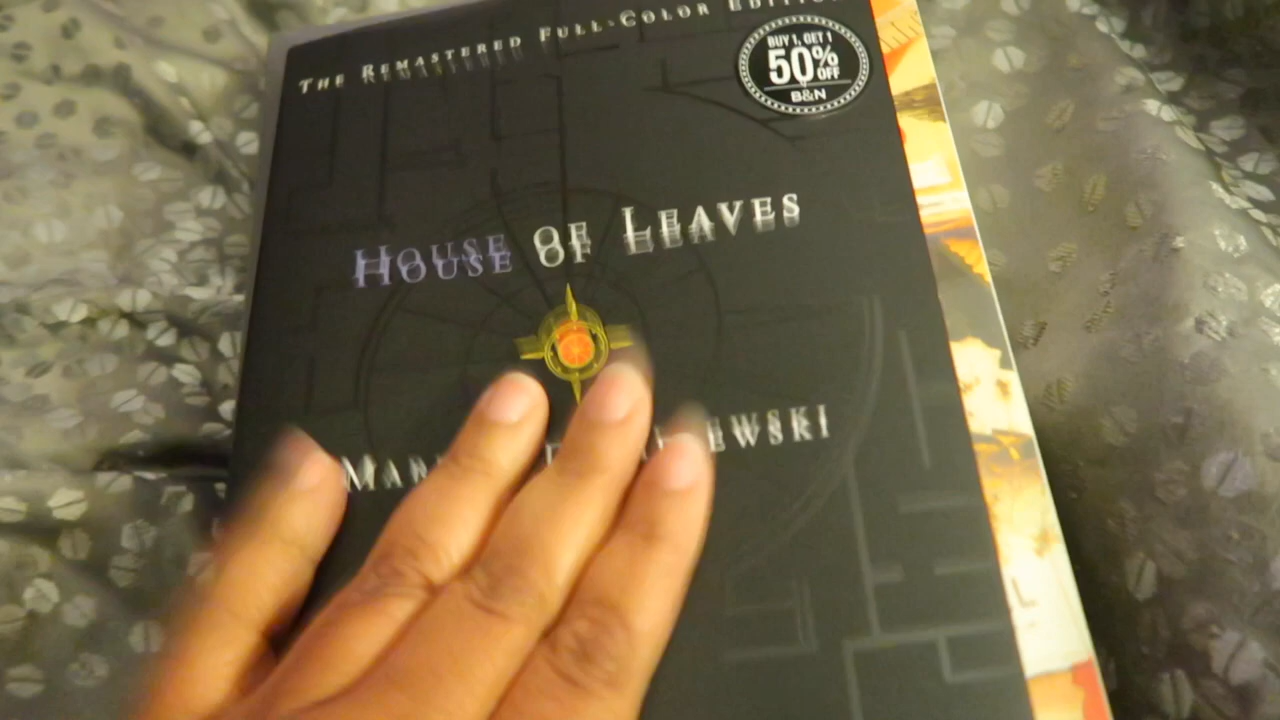 THE REMASTERED FULL-COLOR EDITION
BUY 1, GET 1
50% OFF
B&N
HOUSE OF LEAVES